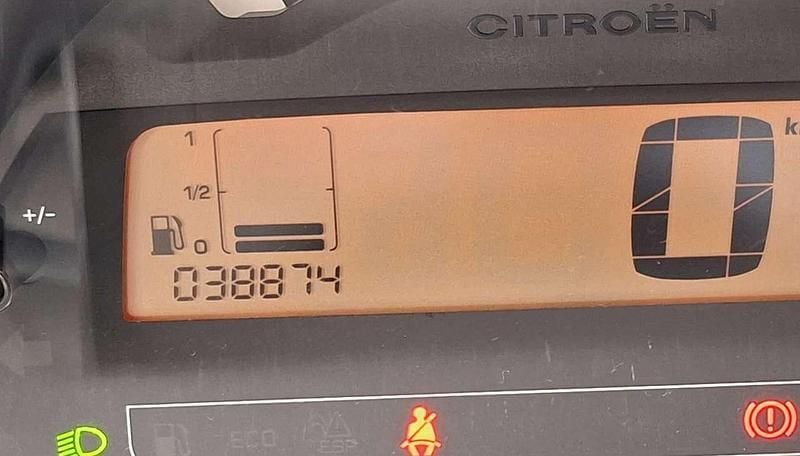 CITROËN
1
1/2
0
0
+/-
038874
ECO
ESP